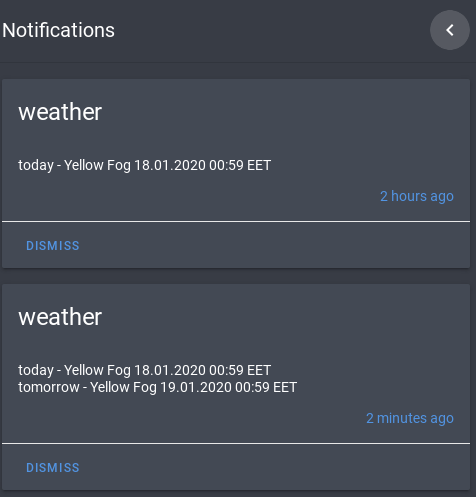 Notifications
weather
today - Yellow Fog 18.01.2020 00:59 EET
2 hours ago
DISMISS
weather
today - Yellow Fog 18.01.2020 00:59 EET
tomorrow - Yellow Fog 19.01.2020 00:59 EET
2 minutes ago
DISMISS